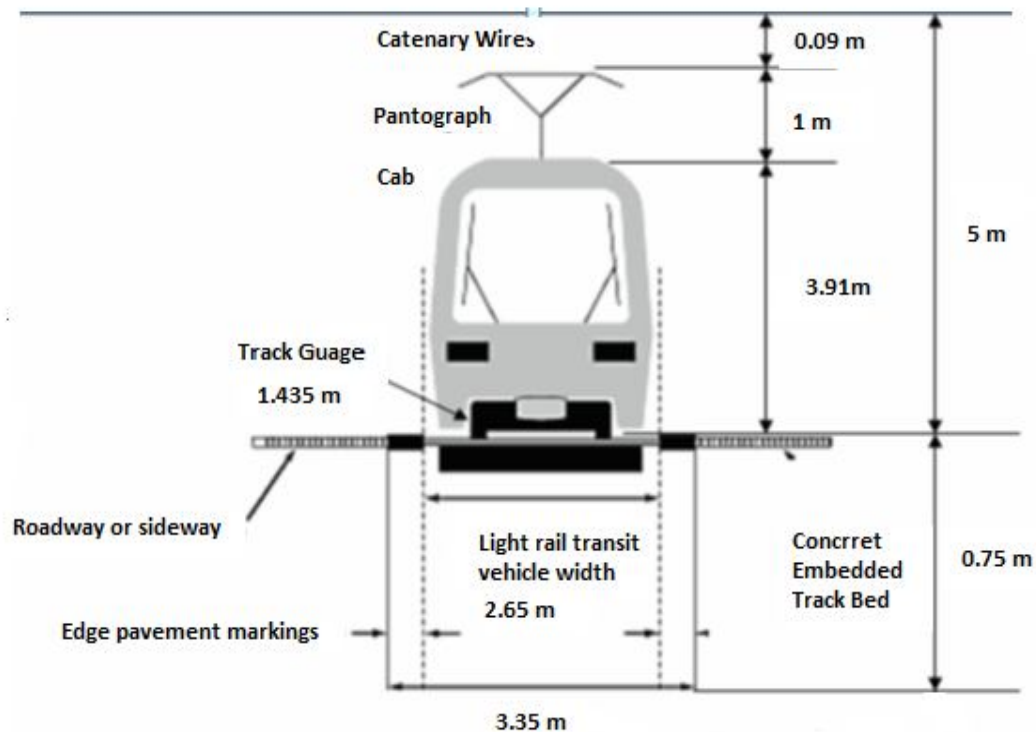 Catenary Wires
0.09 m
Pantograph
1 m
Cab
5 m
3.91m
Track Guage
1.435 m
Roadway or sideway
Light rail transit
vehicle width
2.65 m
Concrret
Embedded
Track Bed
0.75 m
Edge pavement markings
3.35 m